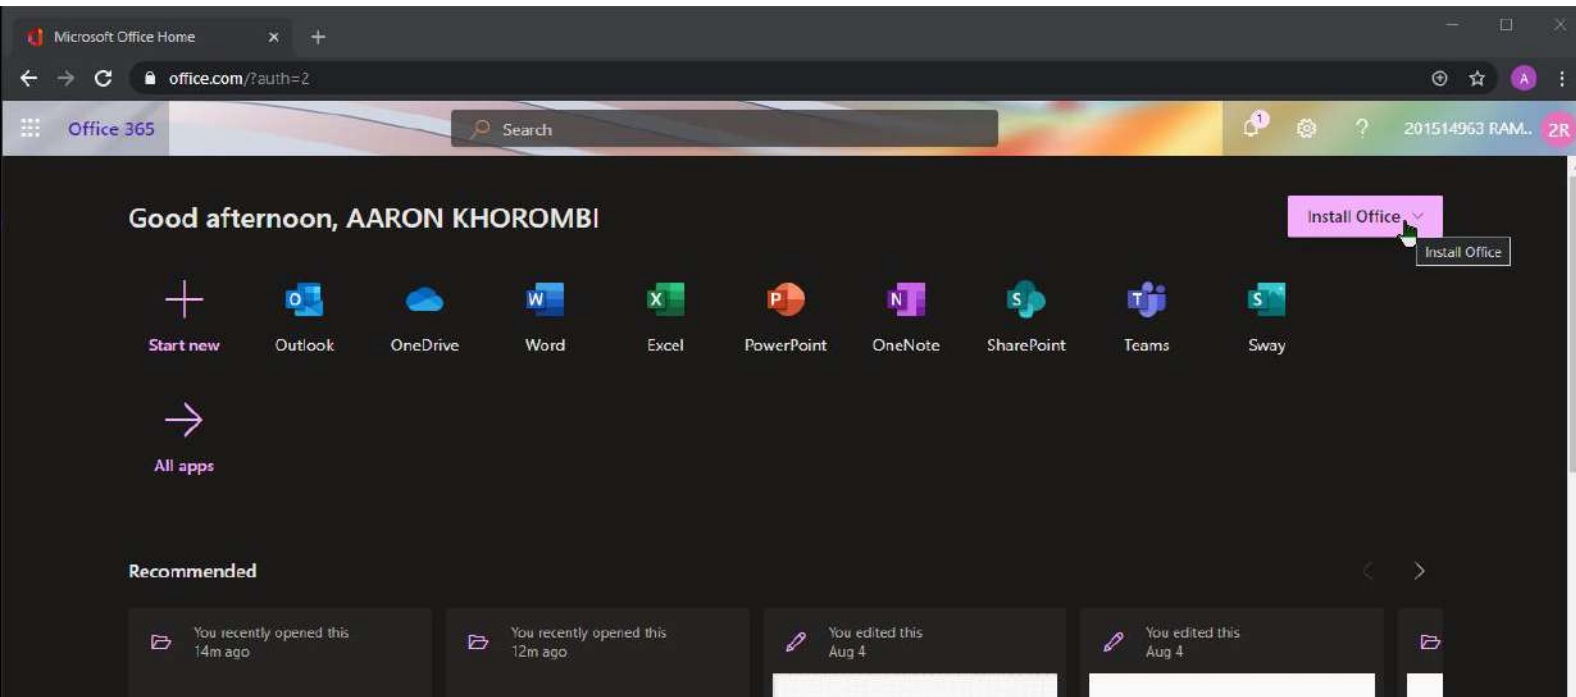 Microsoft Office Home
office.com/?auth=2
A
Office 365
Search
1
?
201514963 RAM..
2R
Good afternoon, AARON KHOROMBI
Install Office
Install Office
Start new
O
Outlook
OneDrive
W
Word
X
Excel
P
PowerPoint
N
OneNote
S
SharePoint
T
Teams
S
Sway
All apps
Recommended
You recently opened this
14m ago
You recently opened this
12m ago
You edited this
Aug 4
You edited this
Aug 4